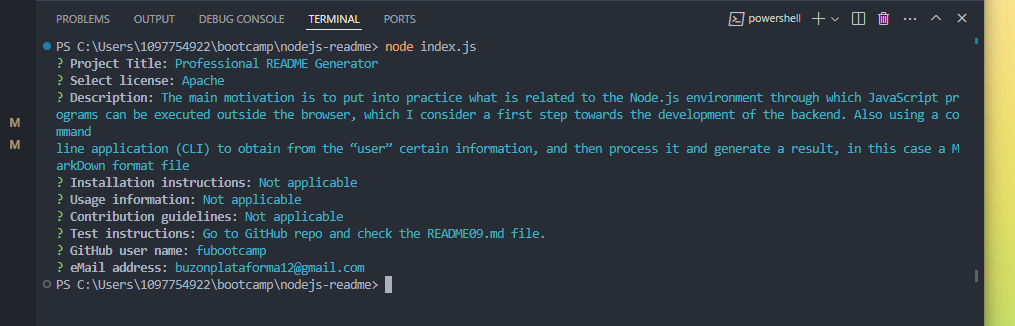 PROBLEMS OUTPUT DEBUG CONSOLE TERMINAL PORTS powershell
PS C:\Users\1097754922\bootcamp\nodejs-readme> node index.js
? Project Title: Professional README Generator
? Select license: Apache
? Description: The main motivation is to put into practice what is related to the Node.js environment through which JavaScript pr
ograms can be executed outside the browser, which I consider a first step towards the development of the backend. Also using a co
mmand
line application (CLI) to obtain from the “user” certain information, and then process it and generate a result, in this case a M
arkDown format file
? Installation instructions: Not applicable
? Usage information: Not applicable
? Contribution guidelines: Not applicable
? Test instructions: Go to GitHub repo and check the README09.md file.
? GitHub user name: fubootcamp
? eMail address: buzonplataforma12@gmail.com
PS C:\Users\1097754922\bootcamp\nodejs-readme>
M
M